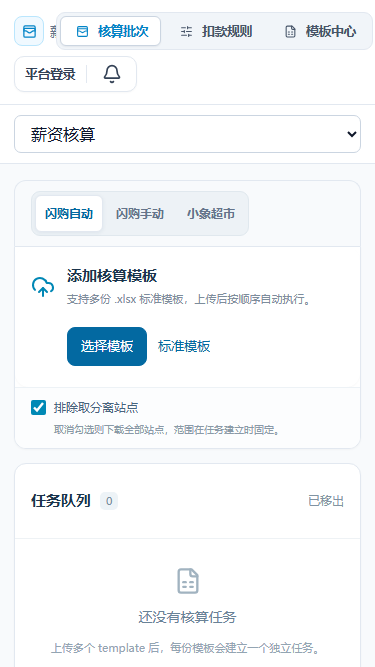 核算批次
扣款规则
模板中心
平台登录
薪资核算
闪购自动
闪购手动
小象超市
添加核算模板
支持多份 .xlsx 标准模板，上传后按顺序自动执行。
选择模板
标准模板
排除取分离站点
取消勾选则下载全部站点，范围在任务建立时固定。
任务队列
0
已移出
还没有核算任务
上传多个 template 后，每份模板会建立一个独立任务。